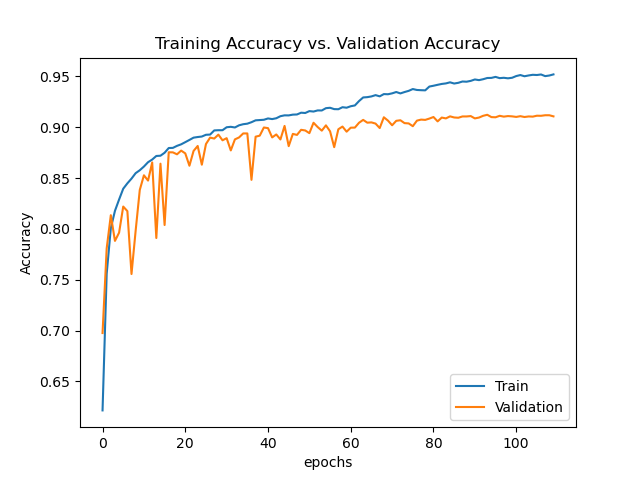 Training Accuracy vs. Validation Accuracy
0.95
0.90
0.85
0.80
0.75
0.70
0.65
Accuracy
0 20 40 60 80 100
epochs
Train
Validation